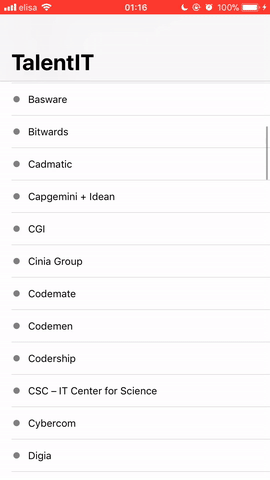 elisa 01:16 100%
TalentIT
Basware
Bitwards
Cadmatic
Capgemini + Idean
CGI
Cinia Group
Codemate
Codemen
Codership
CSC – IT Center for Science
Cybercom
Digia